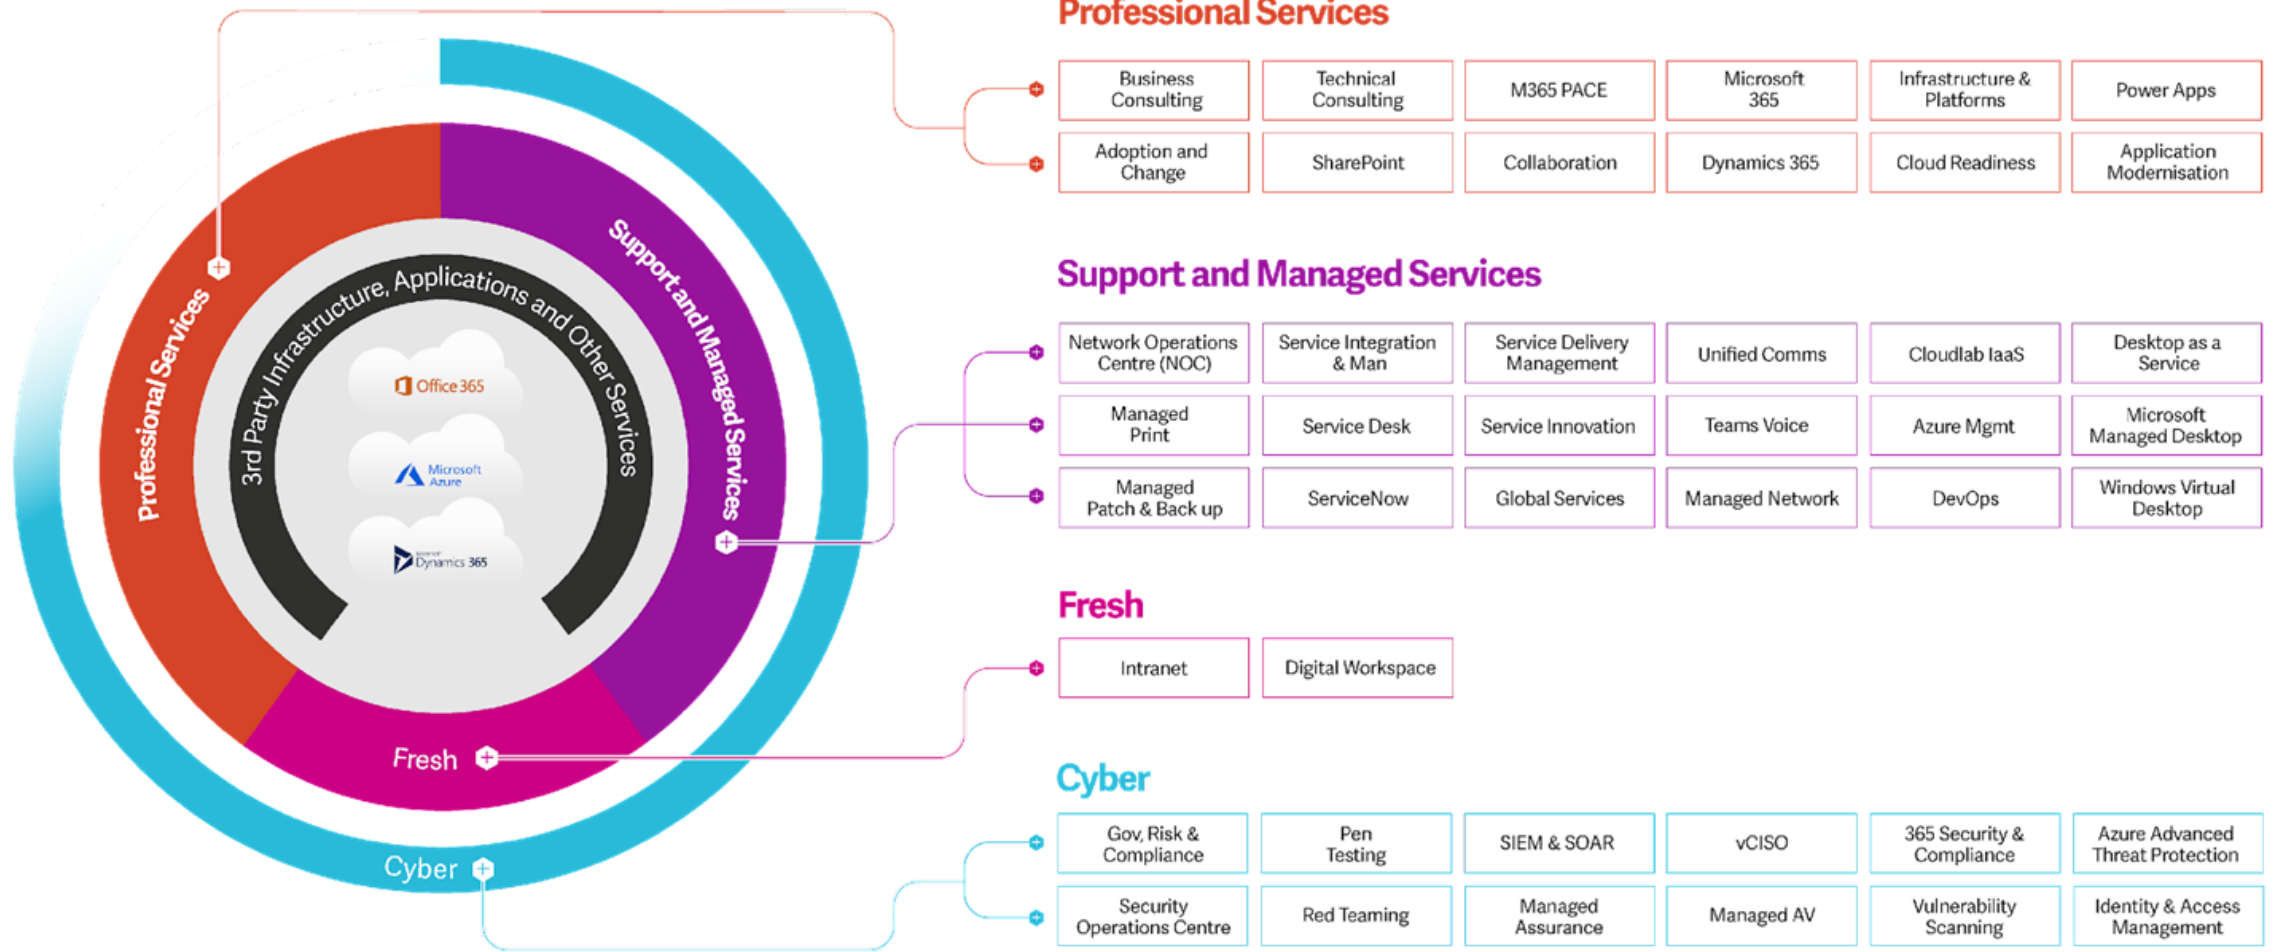 Professional Services
Business
Consulting
Technical
Consulting
M365 PACE
Microsoft
365
Infrastructure &
Platforms
Power Apps
Adoption and
Change
SharePoint
Collaboration
Dynamics 365
Cloud Readiness
Application
Modernisation
Support and Managed Services
Network Operations
Centre (NOC)
Service Integration
& Man
Service Delivery
Management
Unified Comms
Cloudlab IaaS
Desktop as a
Service
Managed
Print
Service Desk
Service Innovation
Teams Voice
Azure Mgmt
Microsoft
Managed Desktop
Managed
Patch & Back up
ServiceNow
Global Services
Managed Network
DevOps
Windows Virtual
Desktop
Fresh
Intranet
Digital Workspace
Cyber
Gov, Risk &
Compliance
Pen
Testing
SIEM & SOAR
vCISO
365 Security &
Compliance
Azure Advanced
Threat Protection
Security
Operations Centre
Red Teaming
Managed
Assurance
Managed AV
Vulnerability
Scanning
Identity & Access
Management
Professional Services
Support and Managed Services
3rd Party Infrastructure, Applications and Other Services
Office 365
Microsoft
Azure
Dynamics 365
Fresh
Cyber